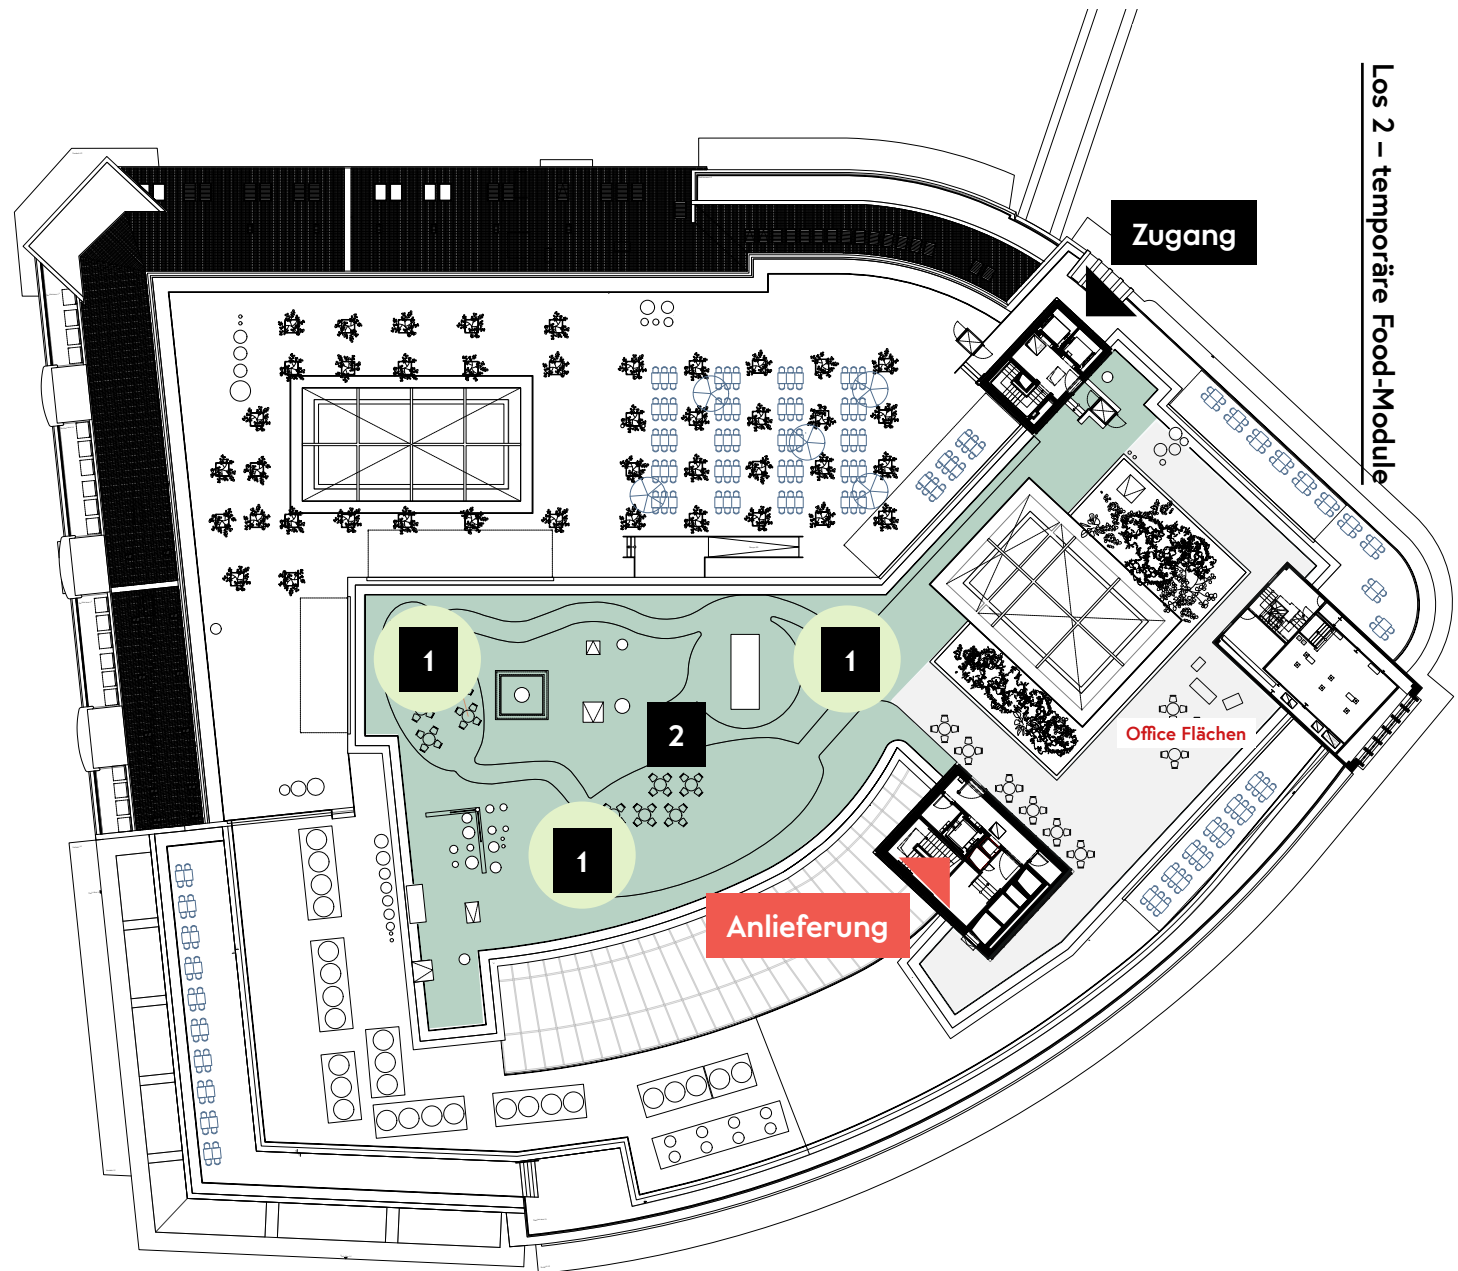 Los 2 – temporäre Food-Module
Zugang
1
1
2
Office Flächen
1
Anlieferung